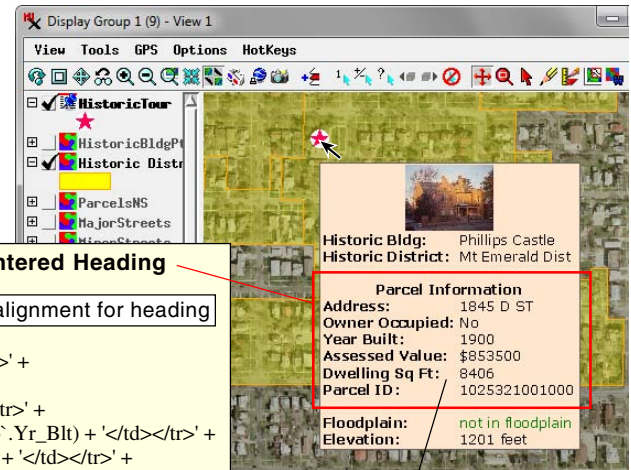 Display Group 1 (9) - View 1
View Tools GPS Options HotKeys
HistoricTour
HistoricBldgPt
Historic Distr
ParcelsNS
MajorStreets
Historic Bldg: Phillips Castle
Historic District: Mt Emerald Dist
Parcel Information
Address: 1845 D ST
Owner Occupied: No
Year Built: 1900
Assessed Value: $853500
Dwelling Sq Ft: 8406
Parcel ID: 1025321001000
Floodplain: not in floodplain
Elevation: 1201 feet
ntered Heading
alignment for heading
>' +
tr>' +
`.Yr_Blt) + '</td></tr>' +
+ '</td></tr>' +